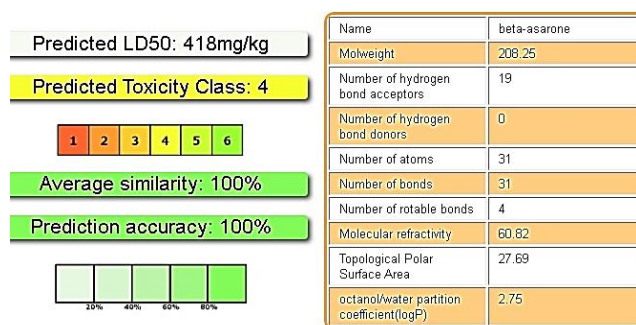 Predicted LD50: 418mg/kg
Predicted Toxicity Class: 4
1 2 3 4 5 6
Average similarity: 100%
Prediction accuracy: 100%
20% 40% 60% 80%
Name beta-asarone
Molweight 208.25
Number of hydrogen
bond acceptors 19
Number of hydrogen
bond donors 0
Number of atoms 31
Number of bonds 31
Number of rotable bonds 4
Molecular refractivity 60.82
Topological Polar
Surface Area 27.69
octanol/water partition
coefficient(logP) 2.75